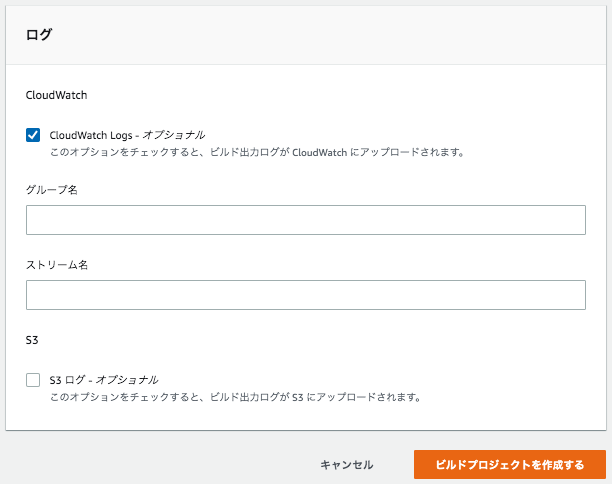 ログ
CloudWatch
CloudWatch Logs - オプショナル
このオプションをチェックすると、ビルド出力ログが CloudWatch にアップロードされます。
グループ名
ストリーム名
S3
S3 ログ - オプショナル
このオプションをチェックすると、ビルド出力ログが S3 にアップロードされます。
キャンセル
ビルドプロジェクトを作成する